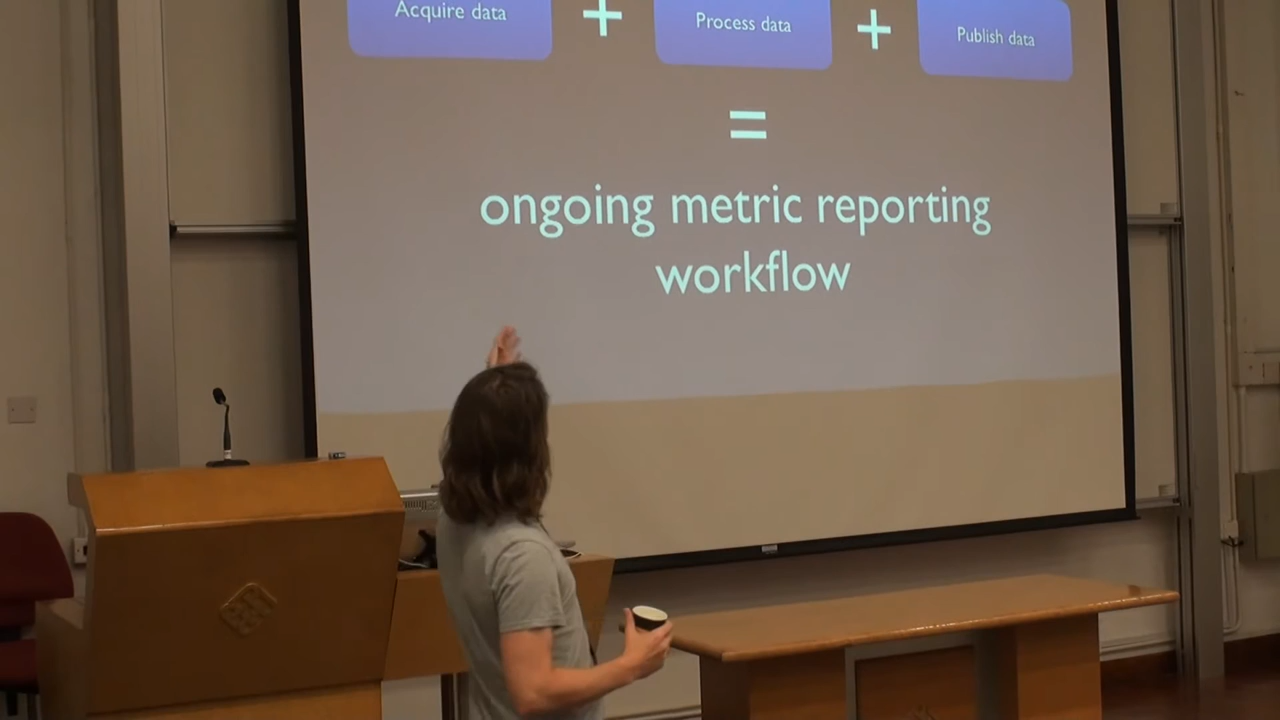 Acquire data + Process data + Publish data
=
ongoing metric reporting
workflow